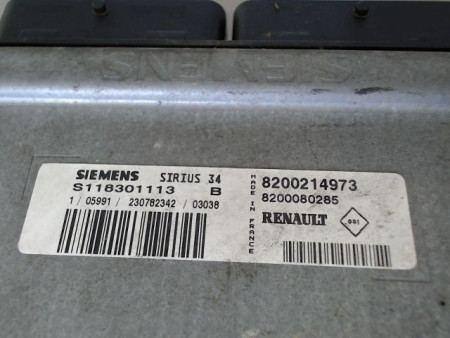 SIEMENS
SIEMENS SIRIUS 34
S118301113 B
1 / 05991 / 230782342 / 03038
MADE IN FRANCE
8200214973
8200080285
RENAULT